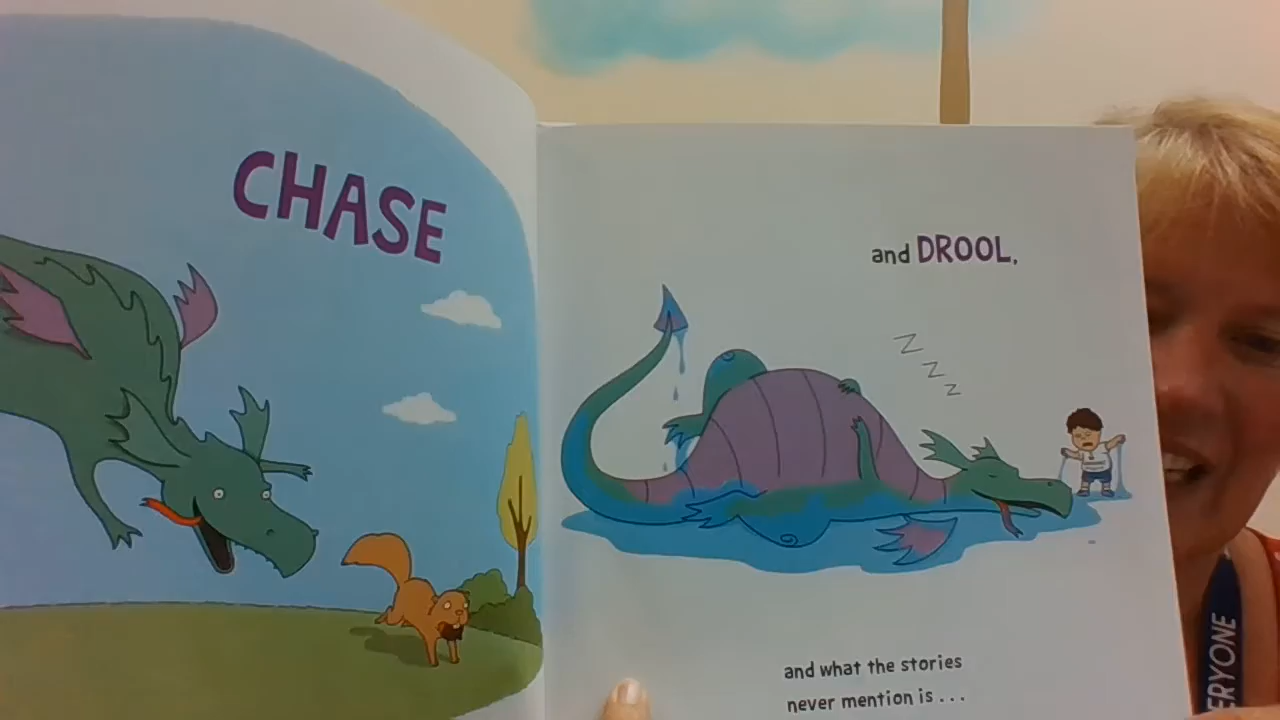 CHASE
and DROOL,
Z
Z
Z
and what the stories
never mention is . . .
ERYONE